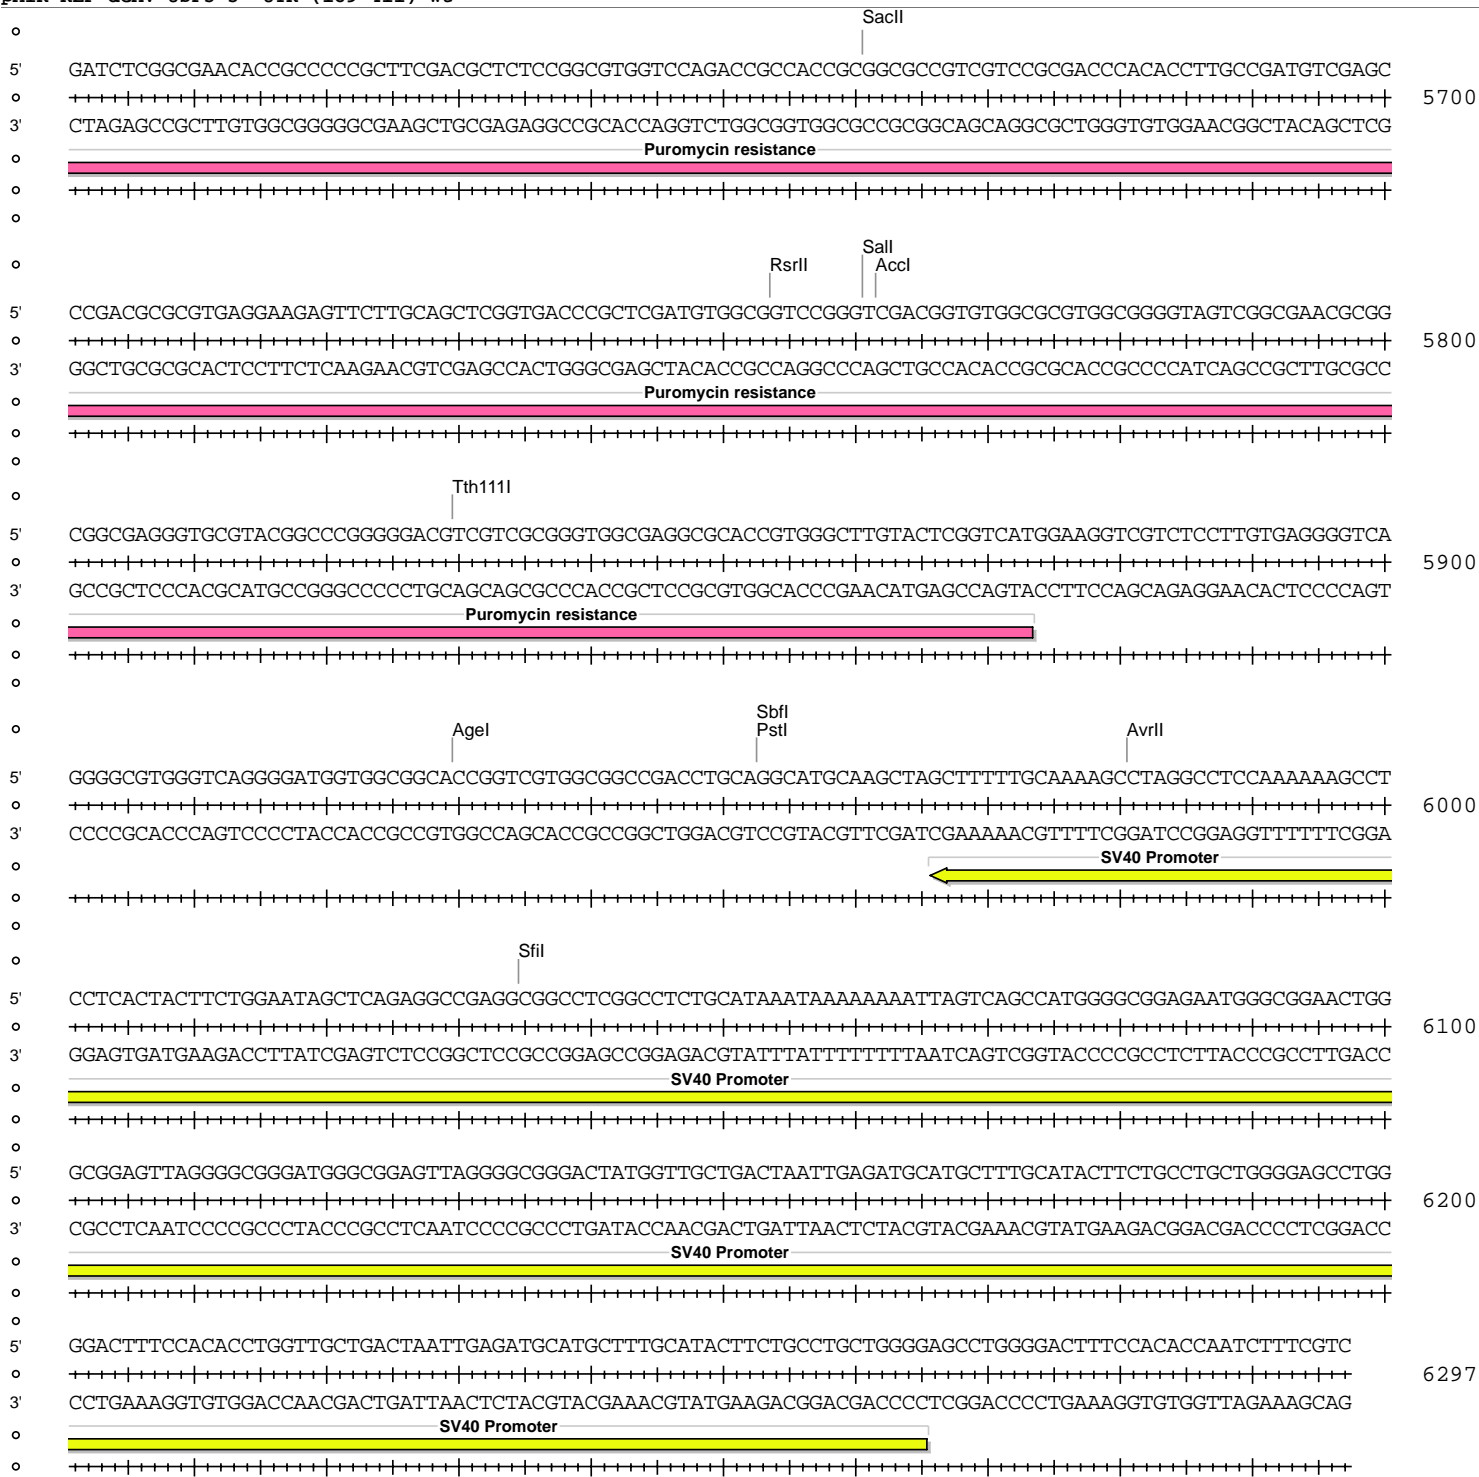 SacII
5' GATCTCGGCGAACACCGCCCCCGCTTCGACGCTCTCCGGCGTGGTCCAGACCGCCACCGCGGCGCCGTCGTCCGCGACCCACACCTTGCCGATGTCGAGC
5700
3' CTAGAGCCGCTTGTGGCGGGGGCGAAGCTGCGAGAGGCCGCACCAGGTCTGGCGGTGGCGCCGCGGCAGCAGGCGCTGGGTGTGGAACGGCTACAGCTCG
Puromycin resistance
SalI
RsrII AccI
5' CCGACGCGCGTGAGGAAGAGTTCTTGCAGCTCGGTGACCCGCTCGATGTGGCGGTCCGGGTCGACGGTGTGGCGCGTGGCGGGGTAGTCGGCGAACGCGG
5800
3' GGCTGCGCGCACTCCTTCTCAAGAACGTCGAGCCACTGGGCGAGCTACACCGCCAGGCCCAGCTGCCACACCGCGCACCGCCCCATCAGCCGCTTGCGCC
Puromycin resistance
Tth111I
5' CGGCGAGGGTGCGTACGGCCCGGGGGACGTCGTCGCGGGTGGCGAGGCGCACCGTGGGCTTGTACTCGGTCATGGAAGGTCGTCTCCTTGTGAGGGGTCA
5900
3' GCCGCTCCCACGCATGCCGGGCCCCCTGCAGCAGCGCCCACCGCTCCGCGTGGCACCCGAACATGAGCCAGTACCTTCCAGCAGAGGAACACTCCCCAGT
Puromycin resistance
SbfI
AgeI PstI AvrII
5' GGGGCGTGGGTCAGGGGATGGTGGCGGCACCGGTCGTGGCGGCCGACCTGCAGGCATGCAAGCTAGCTTTTTGCAAAAGCCTAGGCCTCCAAAAAAGCCT
6000
3' CCCCGCACCCAGTCCCCTACCACCGCCGTGGCCAGCACCGCCGGCTGGACGTCCGTACGTTCGATCGAAAAACGTTTTCGGATCCGGAGGTTTTTTCGGA
SV40 Promoter
SfiI
5' CCTCACTACTTCTGGAATAGCTCAGAGGCCGAGGCGGCCTCGGCCTCTGCATAAATAAAAAAAATTAGTCAGCCATGGGGCGGAGAATGGGCGGAACTGG
6100
3' GGAGTGATGAAGACCTTATCGAGTCTCCGGCTCCGCCGGAGCCGGAGACGTATTTATTTTTTTTAATCAGTCGGTACCCCGCCTCTTACCCGCCTTGACC
SV40 Promoter
5' GCGGAGTTAGGGGCGGGATGGGCGGAGTTAGGGGCGGGACTATGGTTGCTGACTAATTGAGATGCATGCTTTGCATACTTCTGCCTGCTGGGGAGCCTGG
6200
3' CGCCTCAATCCCCGCCCTACCCGCCTCAATCCCCGCCCTGATACCAACGACTGATTAACTCTACGTACGAAACGTATGAAGACGGACGACCCCTCGGACC
SV40 Promoter
5' GGACTTTCCACACCTGGTTGCTGACTAATTGAGATGCATGCTTTGCATACTTCTGCCTGCTGGGGAGCCTGGGGACTTTCCACACCAATCTTTCGTC
6297
3' CCTGAAAGGTGTGGACCAACGACTGATTAACTCTACGTACGAAACGTATGAAGACGGACGACCCCTCGGACCCCTGAAAGGTGTGGTTAGAAAGCAG
SV40 Promoter